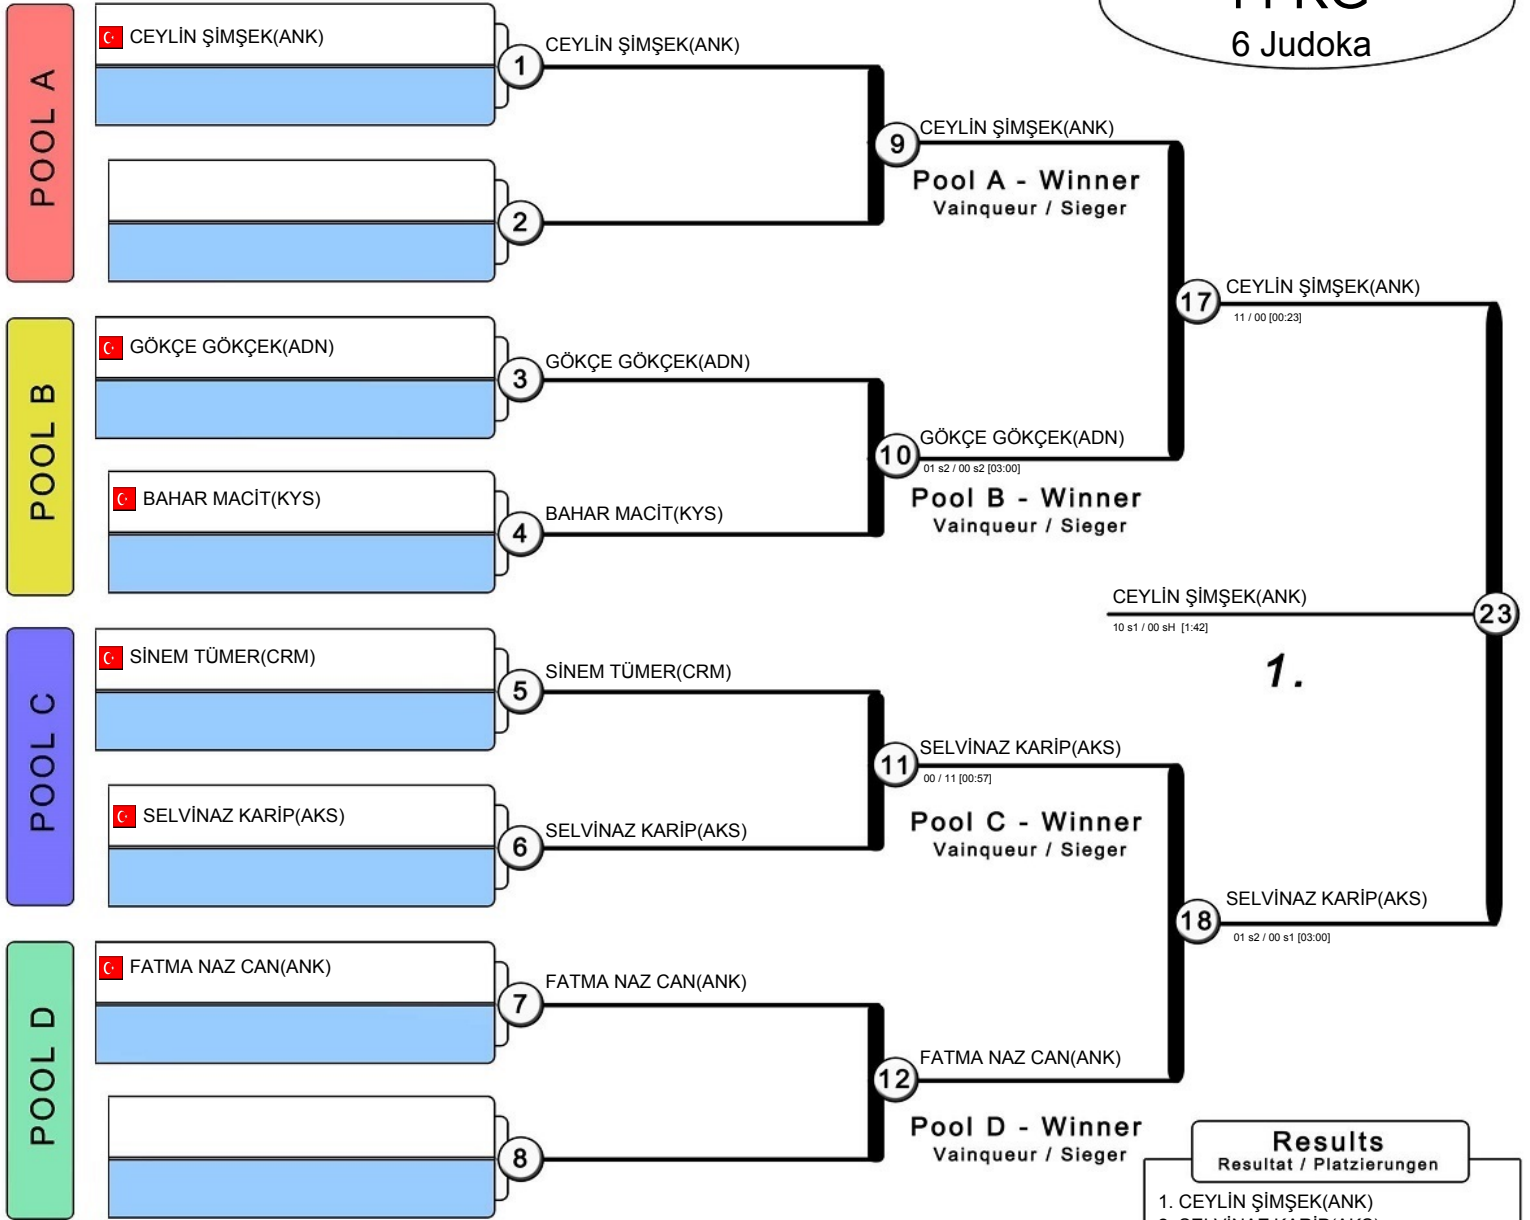 6 Judoka
POOL A
CEYLİN ŞİMŞEK(ANK)
1
CEYLİN ŞİMŞEK(ANK)
2
9
CEYLİN ŞİMŞEK(ANK)
Pool A - Winner
Vainqueur / Sieger
POOL B
GÖKÇE GÖKÇEK(ADN)
3
GÖKÇE GÖKÇEK(ADN)
BAHAR MACİT(KYS)
4
BAHAR MACİT(KYS)
10
GÖKÇE GÖKÇEK(ADN)
01 s2 / 00 s2 [03:00]
Pool B - Winner
Vainqueur / Sieger
17
CEYLİN ŞİMŞEK(ANK)
11 / 00 [00:23]
POOL C
SİNEM TÜMER(CRM)
5
SİNEM TÜMER(CRM)
SELVİNAZ KARİP(AKS)
6
SELVİNAZ KARİP(AKS)
11
SELVİNAZ KARİP(AKS)
00 / 11 [00:57]
Pool C - Winner
Vainqueur / Sieger
POOL D
FATMA NAZ CAN(ANK)
7
FATMA NAZ CAN(ANK)
8
12
FATMA NAZ CAN(ANK)
Pool D - Winner
Vainqueur / Sieger
18
SELVİNAZ KARİP(AKS)
01 s2 / 00 s1 [03:00]
CEYLİN ŞİMŞEK(ANK)
23
10 s1 / 00 sH [1:42]
1.
Results
Resultat / Platzierungen
1. CEYLİN ŞİMŞEK(ANK)